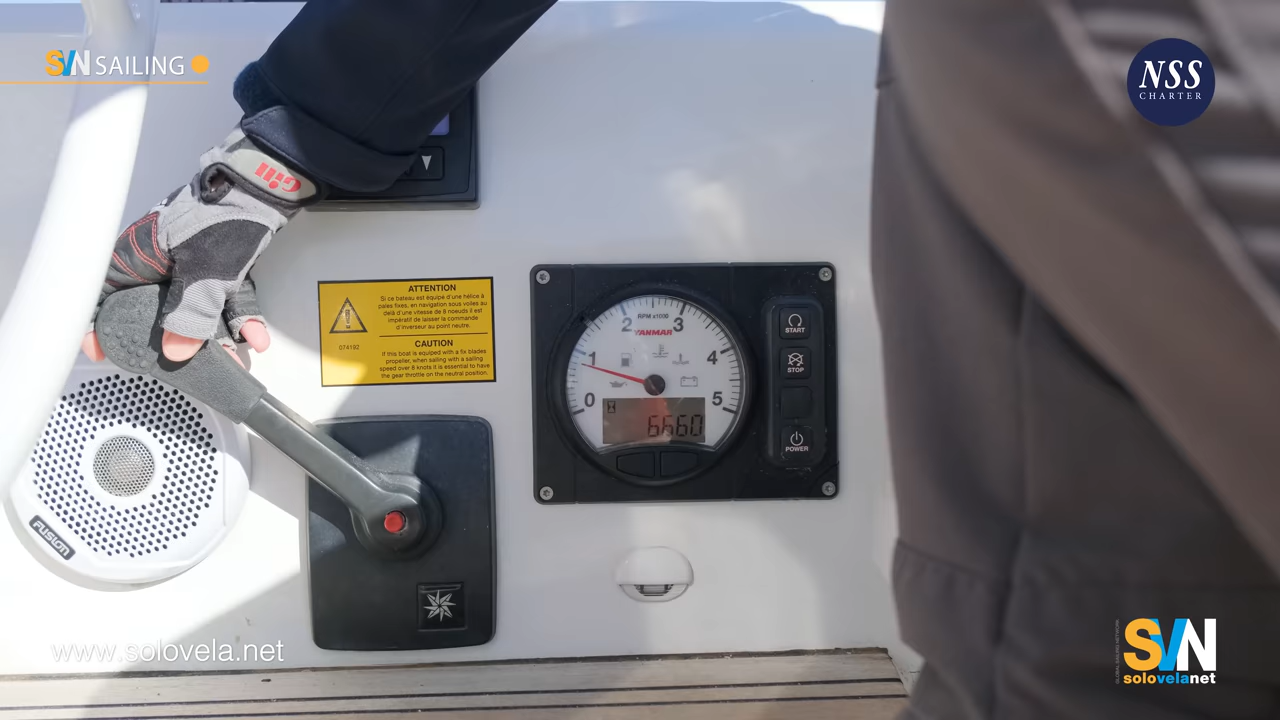 SVN SAILING
NSS
CHARTER
Gill
ATTENTION
Si ce bateau est équipé d'une hélice à
pales fixes, en navigation sous voiles au
delà d'une vitesse de 8 noeuds il est
impératif de laisser la commande
d'inverseur au point neutre.
074192
CAUTION
If this boat is equipped with a fix blades
propeller, when sailing with a sailing
speed over 8 knots it is essential to have
the gear throttle on the neutral position.
RPM x1000
YANMAR
0
1
2
3
4
5
6660
START
STOP
POWER
FUSION
www.solovela.net
SVN
solovelanet